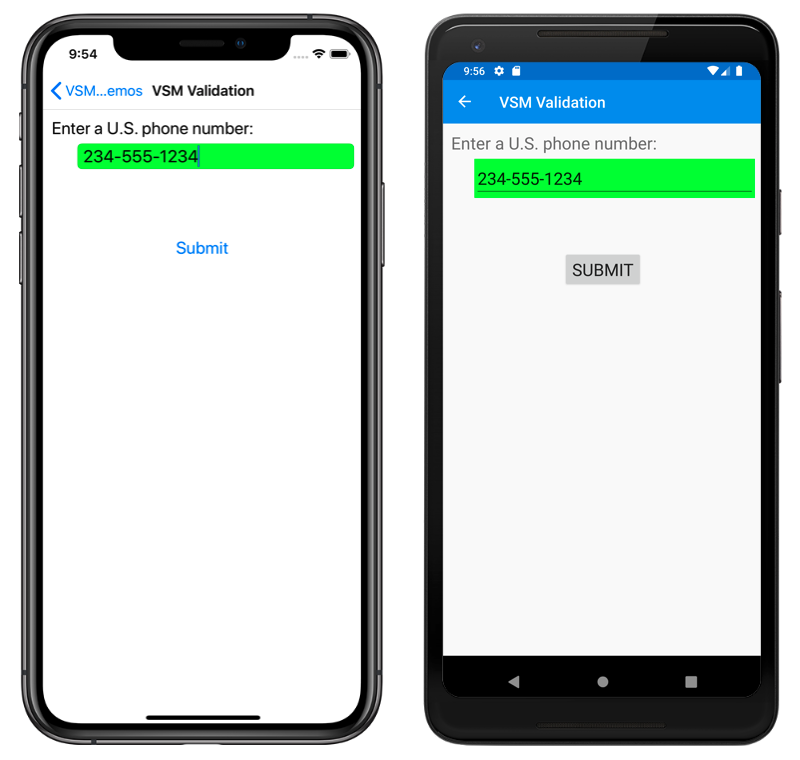 9:54
VSM...emos VSM Validation
Enter a U.S. phone number:
234-555-1234
Submit
9:56
VSM Validation
Enter a U.S. phone number:
234-555-1234
SUBMIT